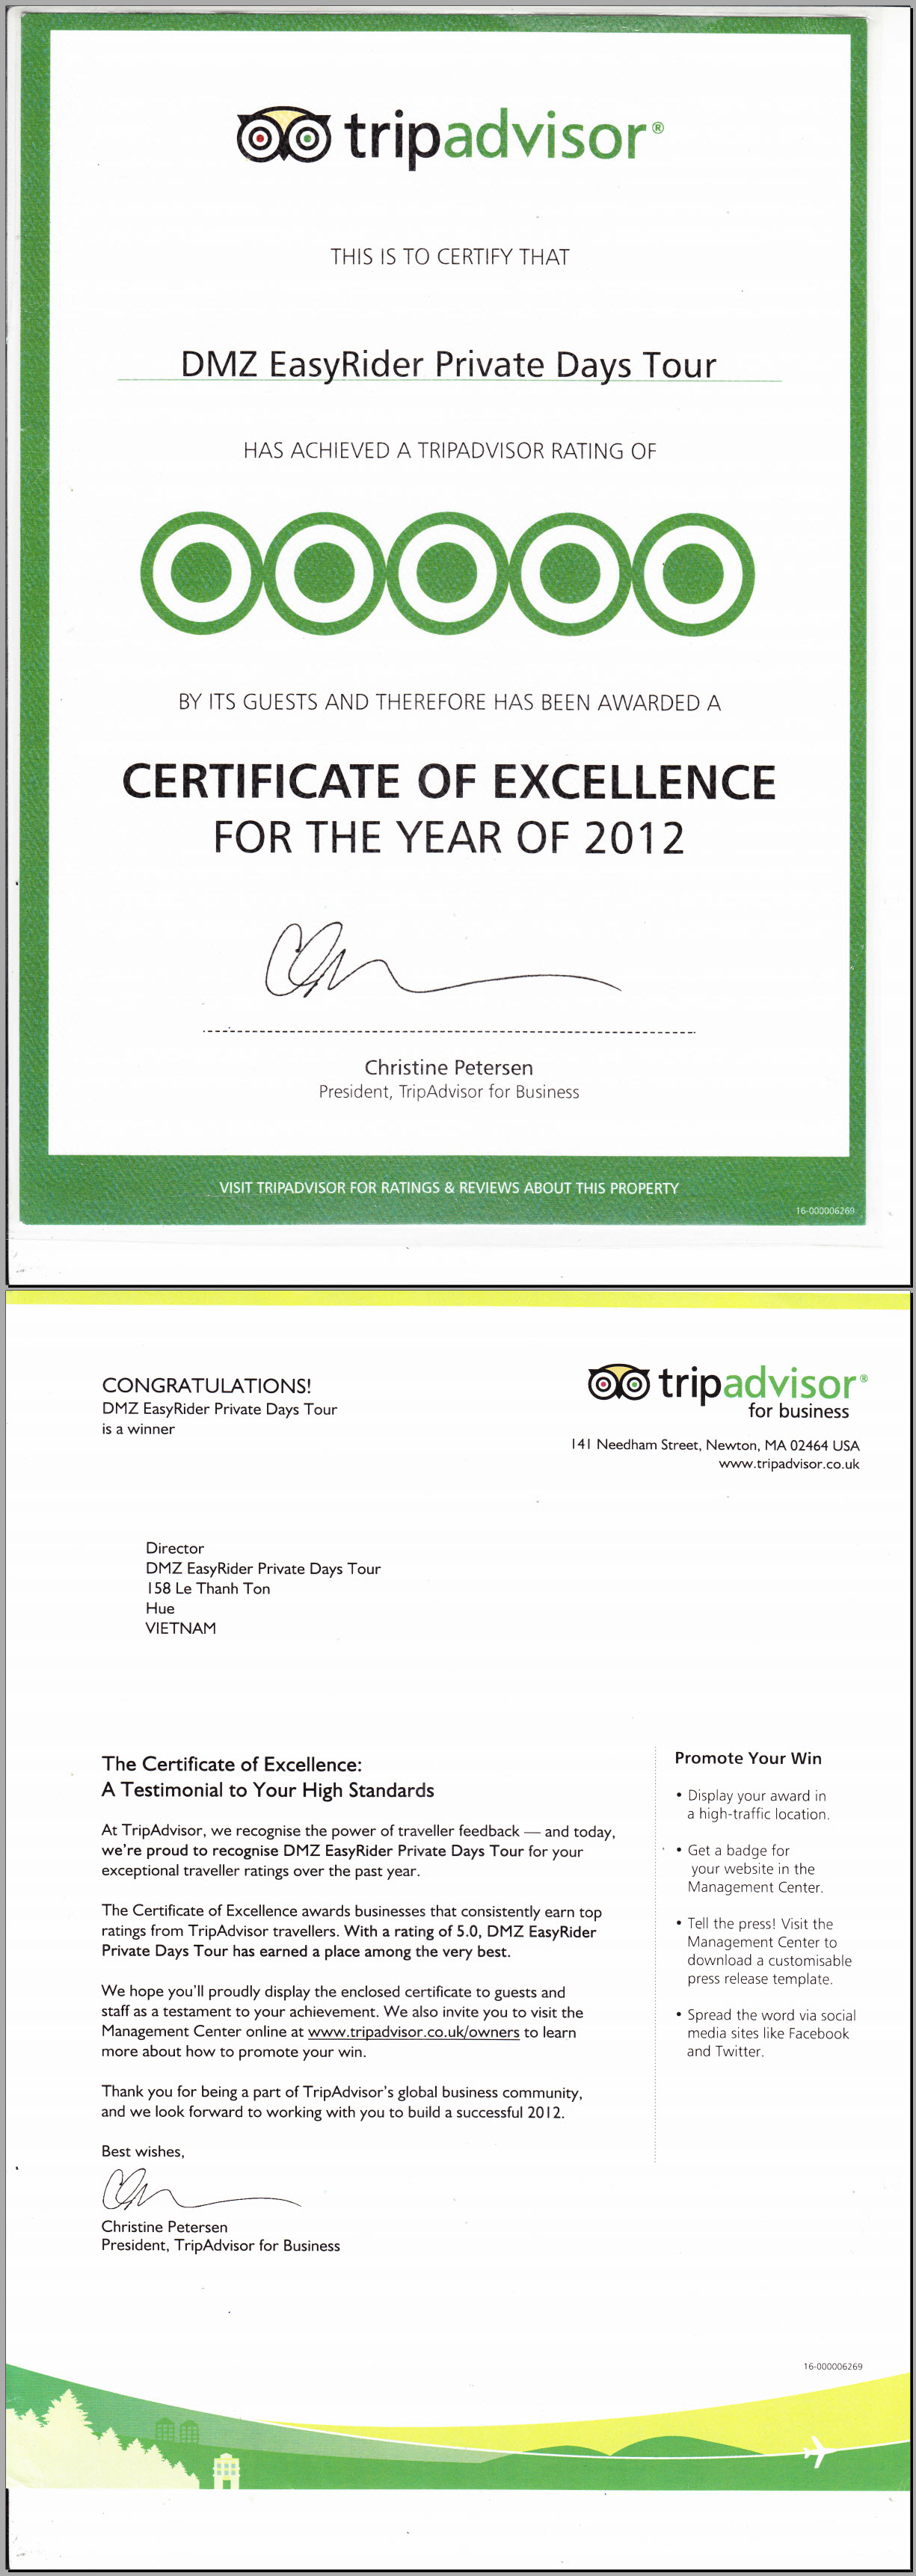 tripadvisor®
THIS IS TO CERTIFY THAT
DMZ EasyRider Private Days Tour
HAS ACHIEVED A TRIPADVISOR RATING OF
BY ITS GUESTS AND THEREFORE HAS BEEN AWARDED A
CERTIFICATE OF EXCELLENCE
FOR THE YEAR OF 2012
Christine Petersen
President, TripAdvisor for Business
VISIT TRIPADVISOR FOR RATINGS & REVIEWS ABOUT THIS PROPERTY
16-000006269
CONGRATULATIONS!
DMZ EasyRider Private Days Tour
is a winner
tripadvisor®
for business
141 Needham Street, Newton, MA 02464 USA
www.tripadvisor.co.uk
Director
DMZ EasyRider Private Days Tour
158 Le Thanh Ton
Hue
VIETNAM
The Certificate of Excellence:
A Testimonial to Your High Standards
At TripAdvisor, we recognise the power of traveller feedback — and today,
we're proud to recognise DMZ EasyRider Private Days Tour for your
exceptional traveller ratings over the past year.
The Certificate of Excellence awards businesses that consistently earn top
ratings from TripAdvisor travellers. With a rating of 5.0, DMZ EasyRider
Private Days Tour has earned a place among the very best.
We hope you'll proudly display the enclosed certificate to guests and
staff as a testament to your achievement. We also invite you to visit the
Management Center online at www.tripadvisor.co.uk/owners to learn
more about how to promote your win.
Thank you for being a part of TripAdvisor's global business community,
and we look forward to working with you to build a successful 2012.
Best wishes,
Christine Petersen
President, TripAdvisor for Business
Promote Your Win
• Display your award in
a high-traffic location.
• Get a badge for
your website in the
Management Center.
• Tell the press! Visit the
Management Center to
download a customisable
press release template.
• Spread the word via social
media sites like Facebook
and Twitter.
16-000006269